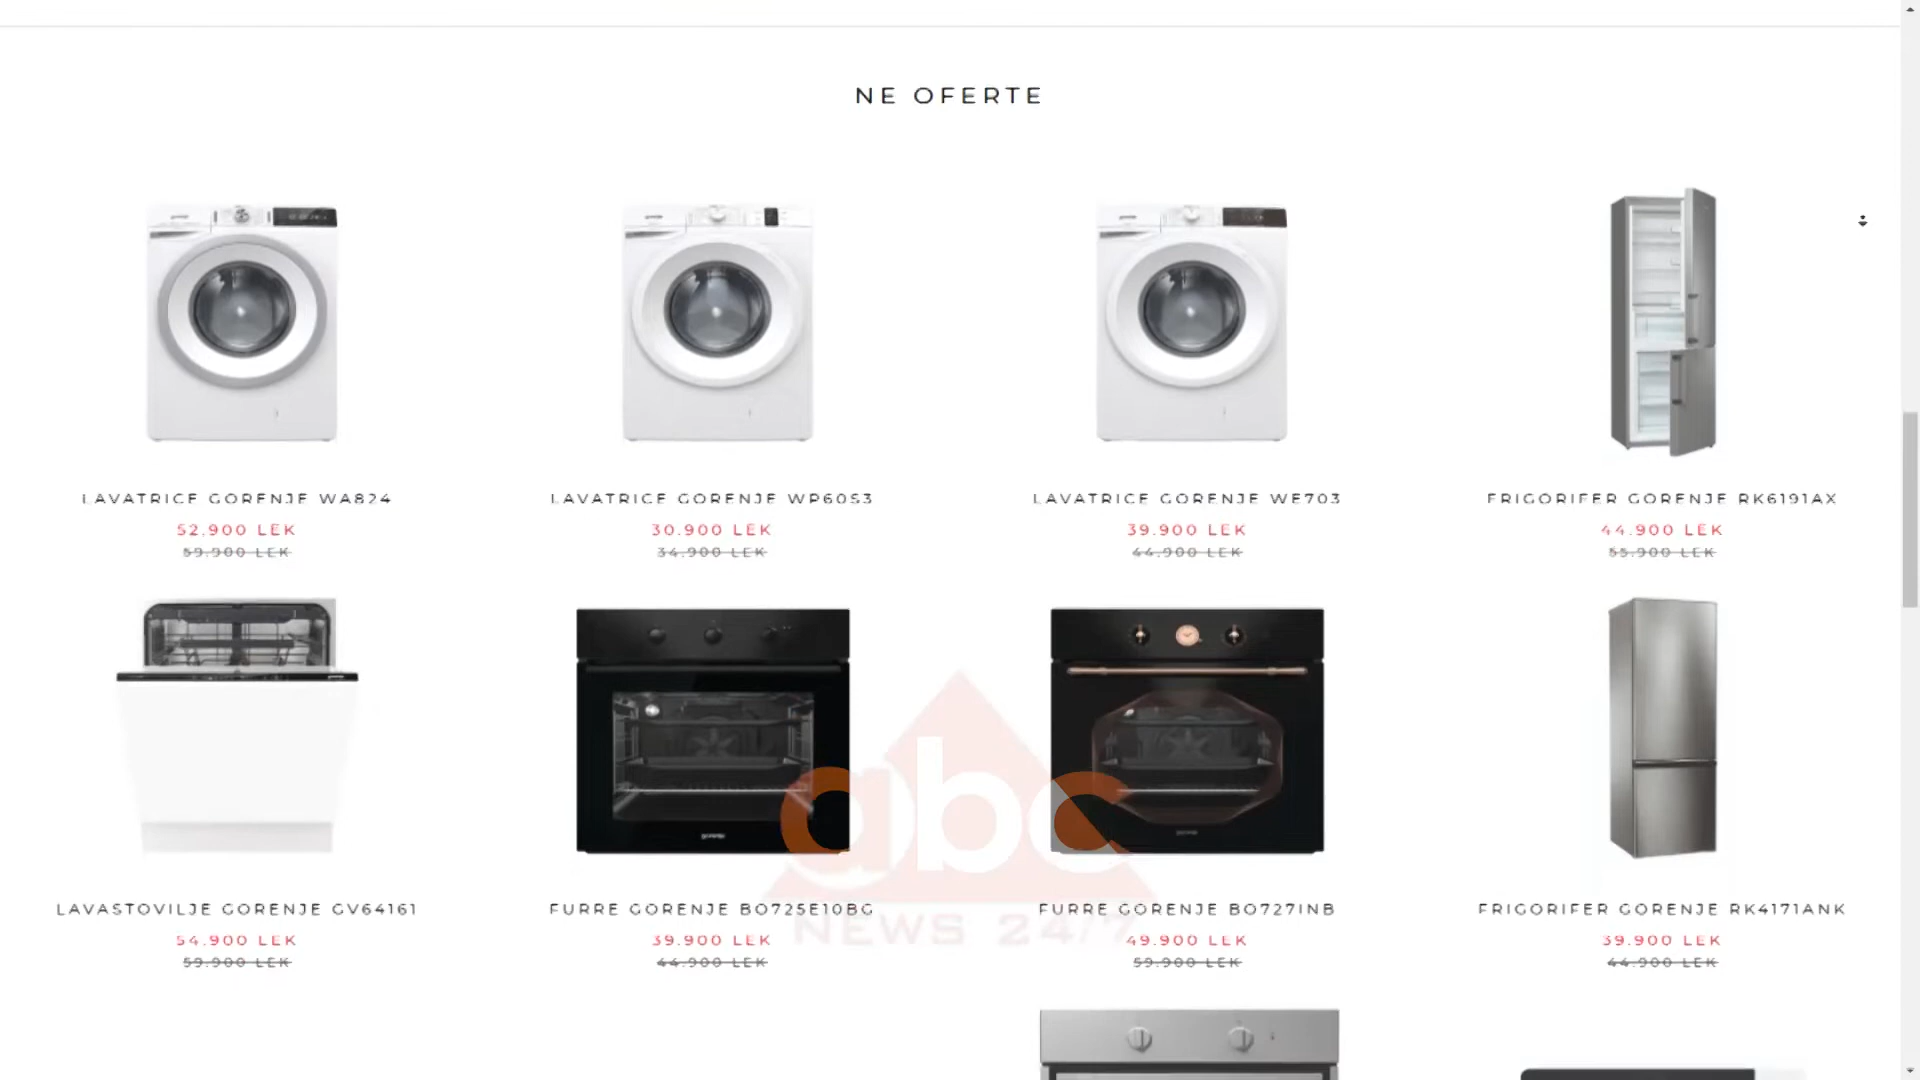 NE OFERTE
LAVATRICE GORENJE WA824
52.900 LEK
59.900 LEK
LAVATRICE GORENJE WP60S3
30.900 LEK
34.900 LEK
LAVATRICE GORENJE WE703
39.900 LEK
44.900 LEK
FRIGORIFER GORENJE RK6191AX
44.900 LEK
55.900 LEK
LAVASTOVILJE GORENJE GV64161
54.900 LEK
59.900 LEK
FURRE GORENJE BO725E10BG
39.900 LEK
44.900 LEK
FURRE GORENJE BO727INB
49.900 LEK
59.900 LEK
FRIGORIFER GORENJE RK4171ANK
39.900 LEK
44.900 LEK
abc
NEWS 24/7